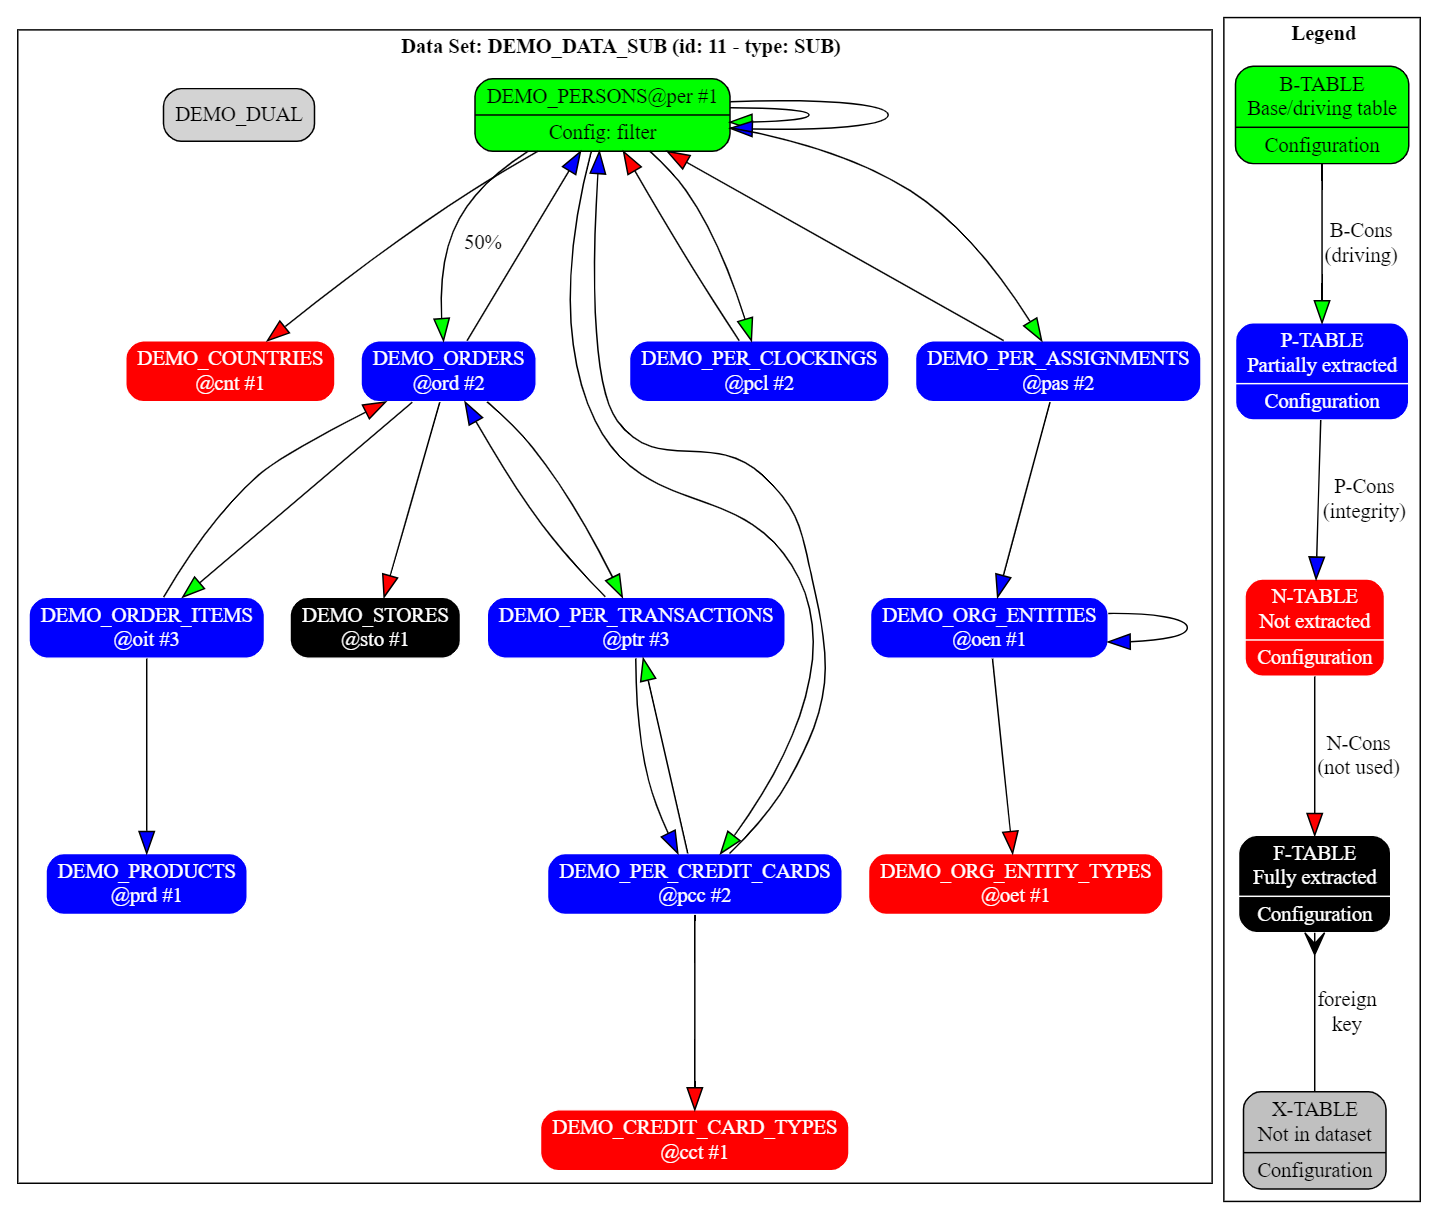 Data Set: DEMO_DATA_SUB (id: 11 - type: SUB)
DEMO_DUAL
DEMO_PERSONS@per #1
Config: filter
50%
DEMO_COUNTRIES
@cnt #1
DEMO_ORDERS
@ord #2
DEMO_PER_CLOCKINGS
@pcl #2
DEMO_PER_ASSIGNMENTS
@pas #2
DEMO_ORDER_ITEMS
@oit #3
DEMO_STORES
@sto #1
DEMO_PER_TRANSACTIONS
@ptr #3
DEMO_ORG_ENTITIES
@oen #1
DEMO_PRODUCTS
@prd #1
DEMO_PER_CREDIT_CARDS
@pcc #2
DEMO_ORG_ENTITY_TYPES
@oet #1
DEMO_CREDIT_CARD_TYPES
@cct #1
Legend
B-TABLE
Base/driving table
Configuration
B-Cons
(driving)
P-TABLE
Partially extracted
Configuration
P-Cons
(integrity)
N-TABLE
Not extracted
Configuration
N-Cons
(not used)
F-TABLE
Fully extracted
Configuration
foreign
key
X-TABLE
Not in dataset
Configuration